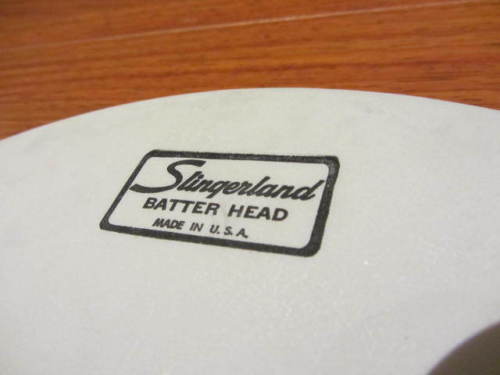 Slingerland
BATTER HEAD
MADE IN U.S.A.